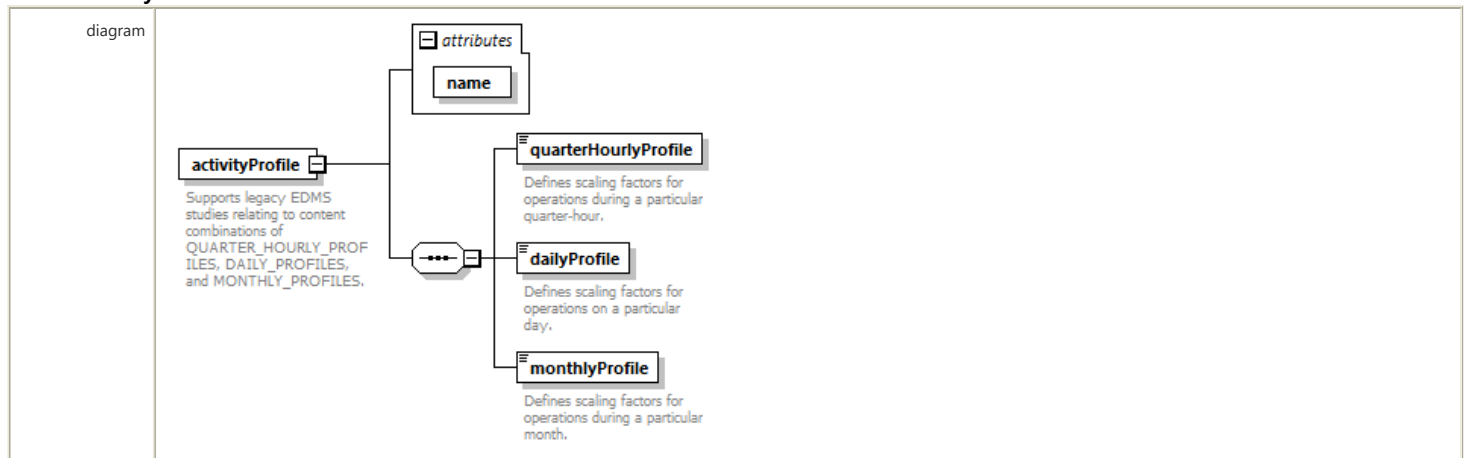 diagram
attributes
name
activityProfile
Supports legacy EDMS
studies relating to content
combinations of
QUARTER_HOURLY_PROF
ILES, DAILY_PROFILES,
and MONTHLY_PROFILES.
quarterHourlyProfile
Defines scaling factors for
operations during a particular
quarter-hour.
dailyProfile
Defines scaling factors for
operations on a particular
day.
monthlyProfile
Defines scaling factors for
operations during a particular
month.